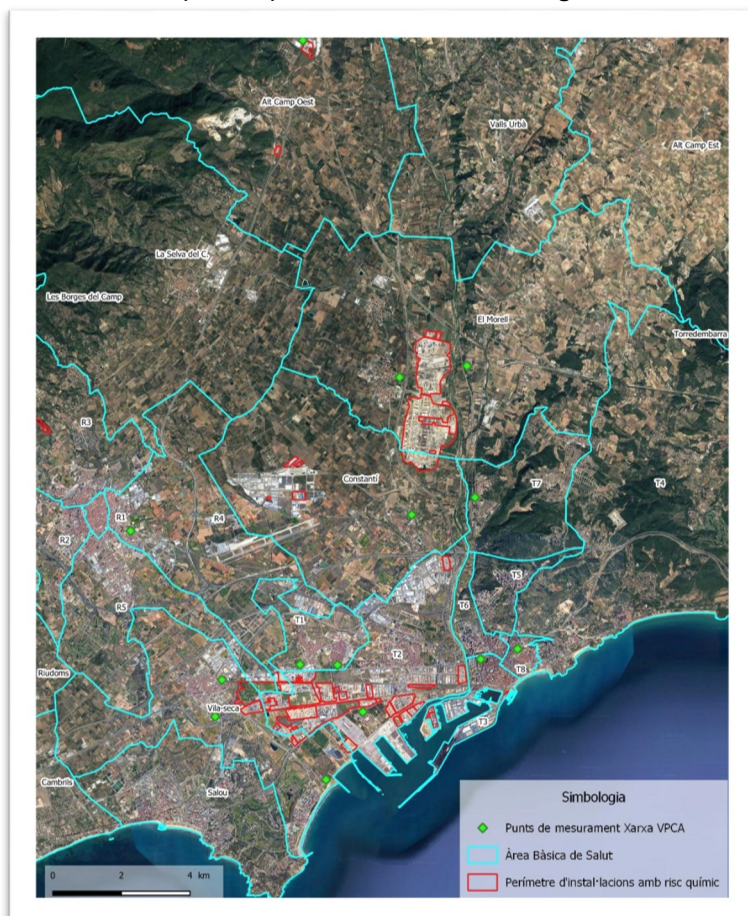 Alt Camp Oest
Valls Urbà
Alt Camp Est
La Selva del C.
Les Borges del Camp
El Morell
Torredembarra
R3
Constantí
T7
T4
R1
R4
R2
T5
R5
T6
T1
T2
T8
Riudoms
Vila-seca
T3
Cambrils
Salou
Simbologia
Punts de mesurament Xarxa VPCA
Àrea Bàsica de Salut
Perímetre d'instal·lacions amb risc químic
0 2 4 km